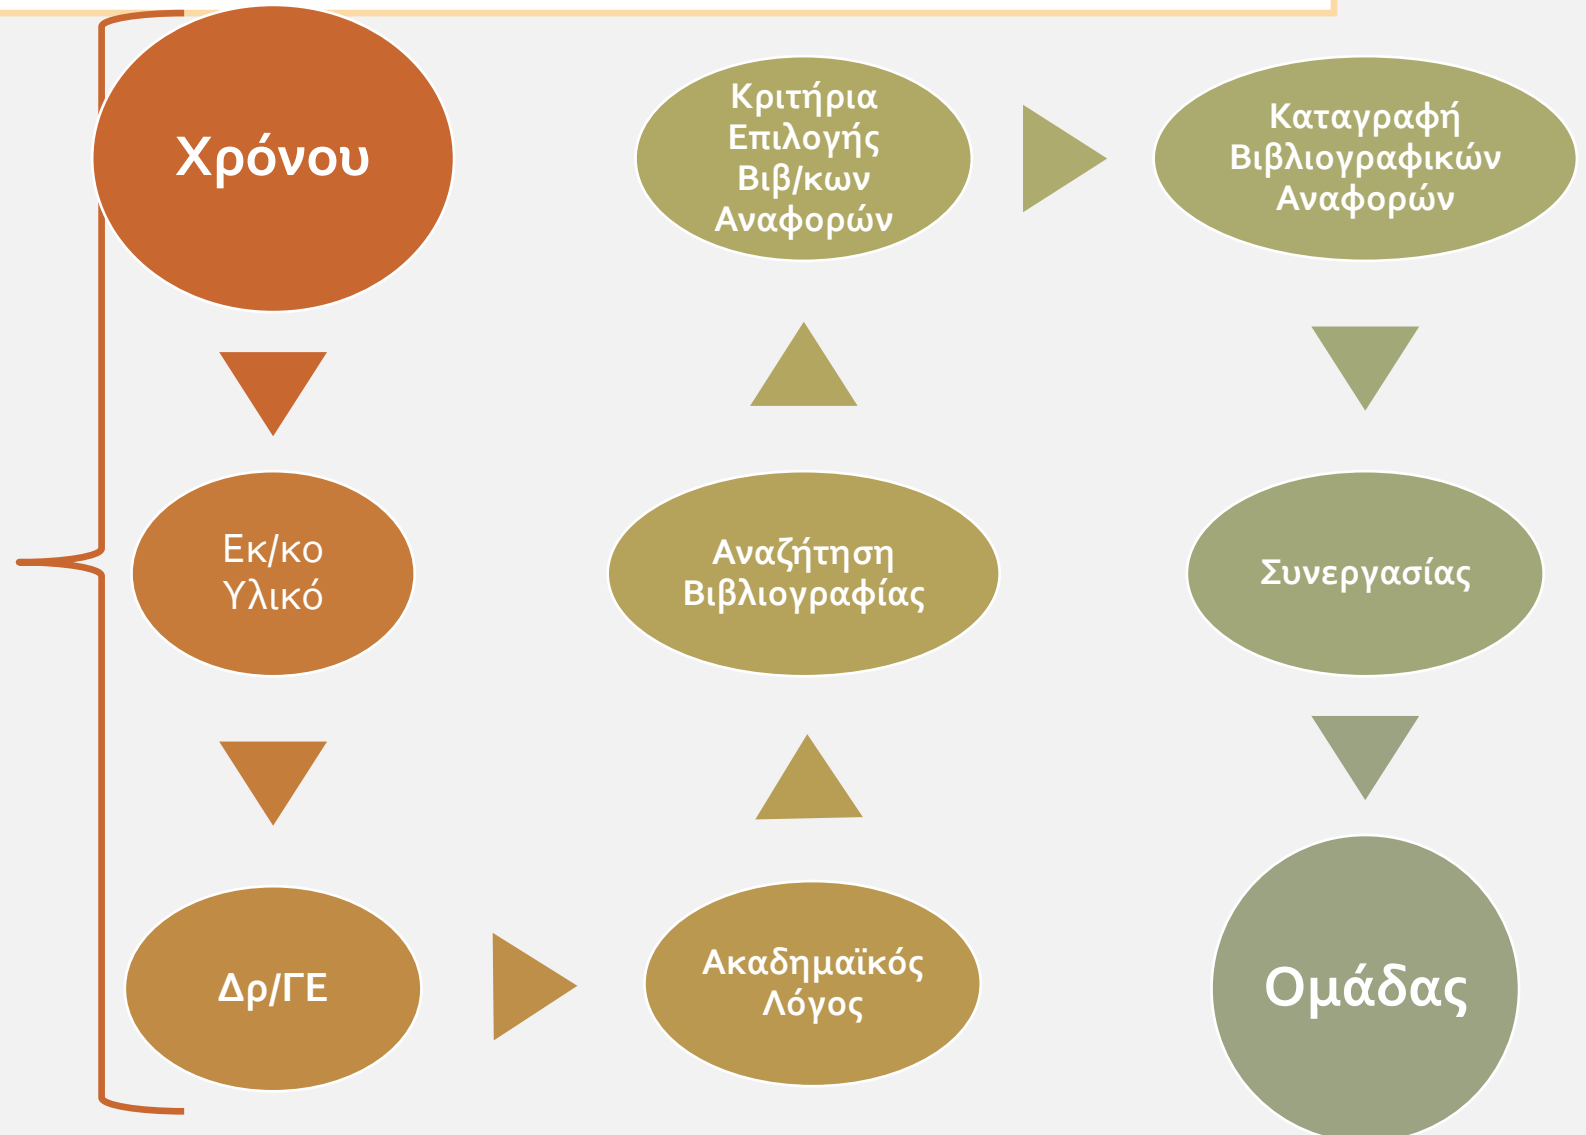 Χρόνου
Εκ/κο
Υλικό
Δρ/ΓΕ
Ακαδημαϊκός
Λόγος
Αναζήτηση
Βιβλιογραφίας
Κριτήρια
Επιλογής
Βιβ/κων
Αναφορών
Καταγραφή
Βιβλιογραφικών
Αναφορών
Συνεργασίας
Ομάδας